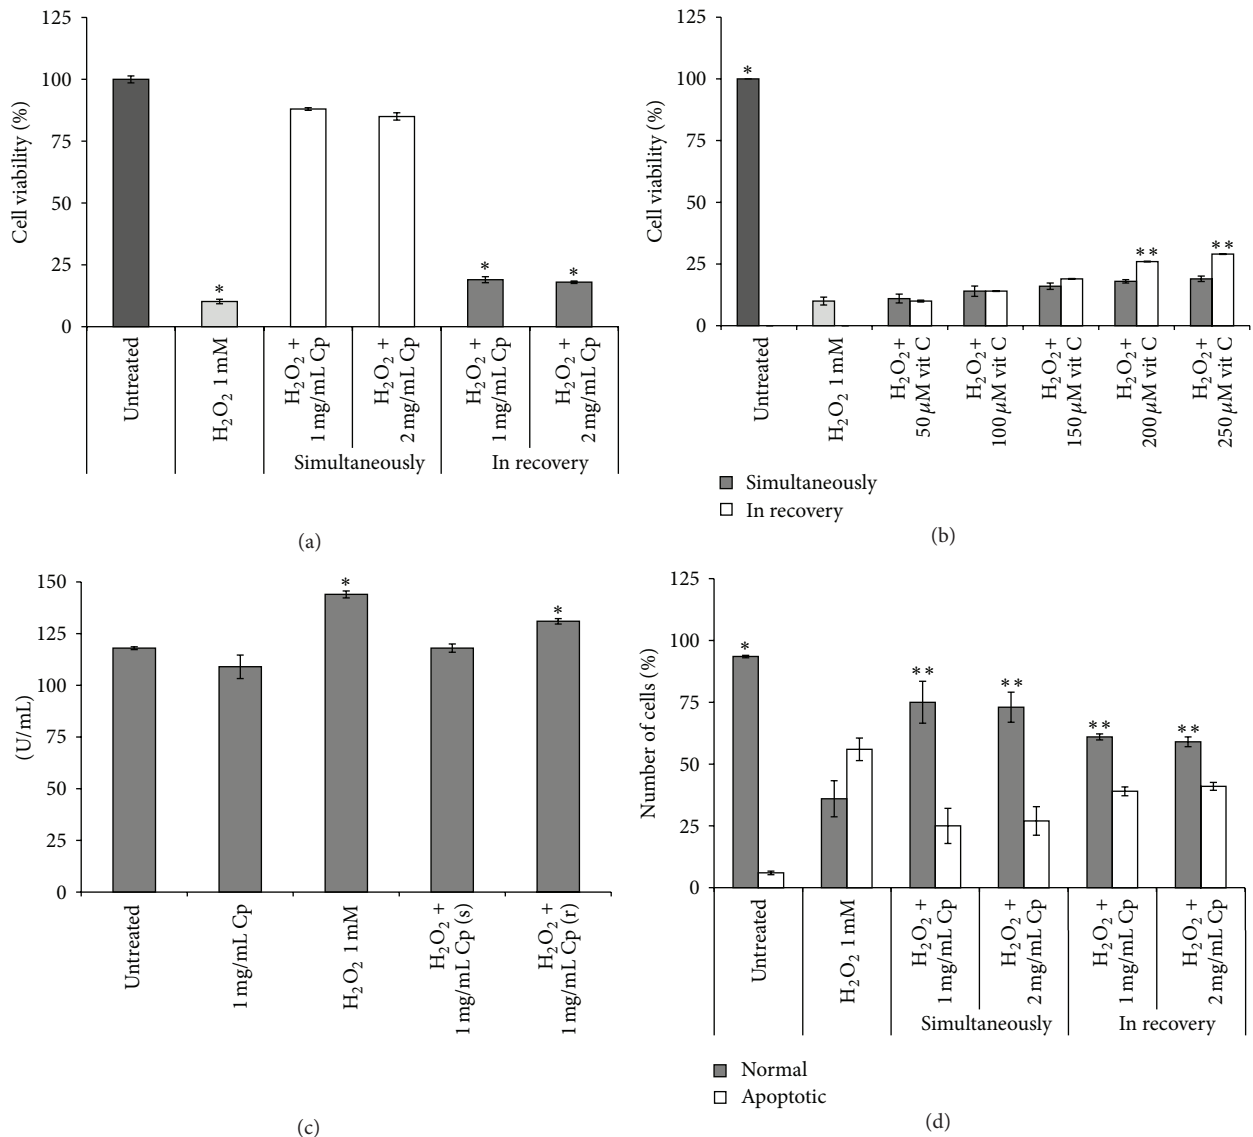 125
100
75
50
25
0
Cell viability (%)
*
*
*
Untreated
H₂O₂ 1 mM
H₂O₂ +
1 mg/mL Cp
H₂O₂ +
2 mg/mL Cp
H₂O₂ +
1 mg/mL Cp
H₂O₂ +
2 mg/mL Cp
Simultaneously
In recovery
(a)
125
100
75
50
25
0
Cell viability (%)
*
**
**
Untreated
H₂O₂ 1 mM
H₂O₂+
50 µM vit C
H₂O₂+
100 µM vit C
H₂O₂+
150 µM vit C
H₂O₂+
200 µM vit C
H₂O₂+
250 µM vit C
Simultaneously
In recovery
(b)
150
125
100
75
50
25
0
(U/mL)
*
*
Untreated
1 mg/mL Cp
H₂O₂ 1 mM
H₂O₂ +
1 mg/mL Cp (s)
H₂O₂ +
1 mg/mL Cp (r)
(c)
125
100
75
50
25
0
Number of cells (%)
*
**
**
**
**
Untreated
H₂O₂ 1 mM
H₂O₂ +
1 mg/mL Cp
H₂O₂ +
2 mg/mL Cp
H₂O₂ +
1 mg/mL Cp
H₂O₂ +
2 mg/mL Cp
Simultaneously
In recovery
Normal
Apoptotic
(d)